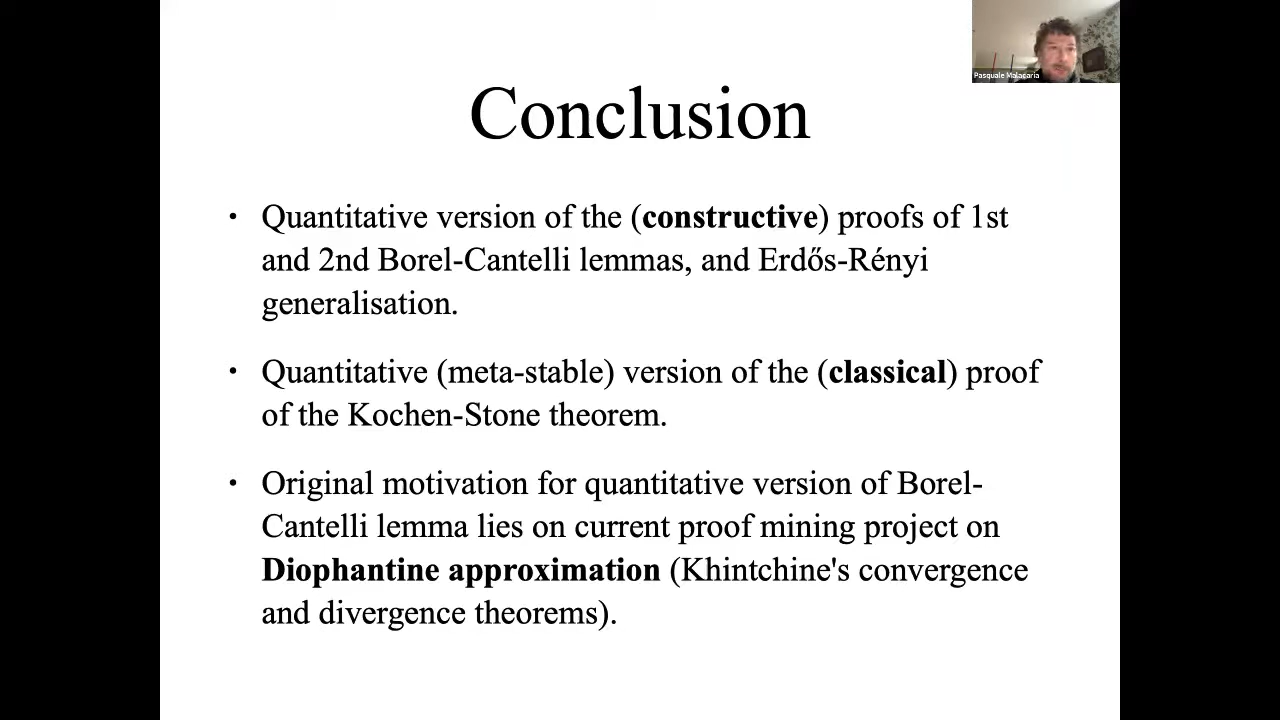 Pasquale Malacaria
Conclusion
• Quantitative version of the (constructive) proofs of 1st
and 2nd Borel-Cantelli lemmas, and Erdős-Rényi
generalisation.
• Quantitative (meta-stable) version of the (classical) proof
of the Kochen-Stone theorem.
• Original motivation for quantitative version of Borel-
Cantelli lemma lies on current proof mining project on
Diophantine approximation (Khintchine's convergence
and divergence theorems).